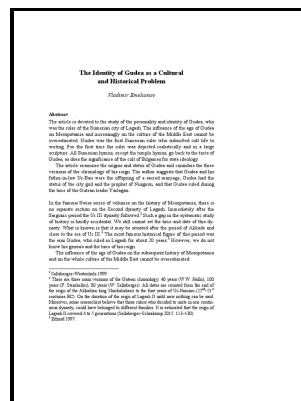 The Identity of Gudea as a Cultural
and Historical Problem
Vladimir Emelianov
Abstract
The article is devoted to the study of the personality and identity of Gudea, who
was the ruler of the Sumerian city of Lagash. The influence of the age of Gudea
on Mesopotamia and increasingly on the culture of the Middle East cannot be
overestimated. Gudea was the first Sumerian ruler who submitted cult life to
writing. For the first time the ruler was depicted realistically and in a large
sculpture. All Sumerian hymns, except the temple hymns, go back to the texts of
Gudea, as does the significance of the cult of Bilgames for state ideology.
The article examines the origins and status of Gudea and considers the three
versions of the chronology of his reign. The author suggests that Gudea and his
father-in-law Ur-Bau were the offspring of a second marriage, Gudea had the
status of the city god and the prophet of Ningirsu, and that Gudea ruled during
the time of the Gutean leader Yarlagan.
In the famous Swiss series of volumes on the history of Mesopotamia, there is
no separate section on the Second dynasty of Lagash. Immediately after the
Sargonic period the Ur III dynasty followed.1 Such a gap in the systematic study
of history is hardly accidental. We still cannot set the time and date of this dy-
nasty. What is known is that it may be situated after the period of Akkade and
close to the era of Ur III.2 The most famous historical figure of this period was
the ensi Gudea, who ruled in Lagash for about 20 years.3 However, we do not
know his genesis and the time of his reign.
The influence of the age of Gudea on the subsequent history of Mesopotamia
and on the whole culture of the Middle East cannot be overestimated.
1 Sallaberger-Westenholz 1999.
2 There are three main versions of the Gutean chronology: 40 years (W.W. Hallo), 100
years (P. Steinkeller), 80 years (W. Sallaberger). All dates are counted from the end of
the reign of the Akkadian king Sharkalisharri to the first years of Ur-Nammu (22nd–21st
centuries BC). On the duration of the reign of Lagash II until now nothing can be said.
Moreover, some researchers believe that these rulers who decided to unite in one contin-
uous dynasty, could have belonged to different families. It is estimated that the reign of
Lagash II covered 4 to 5 generations (Sallaberger-Schrakamp 2015: 113–130).
3 Edzard 1997.